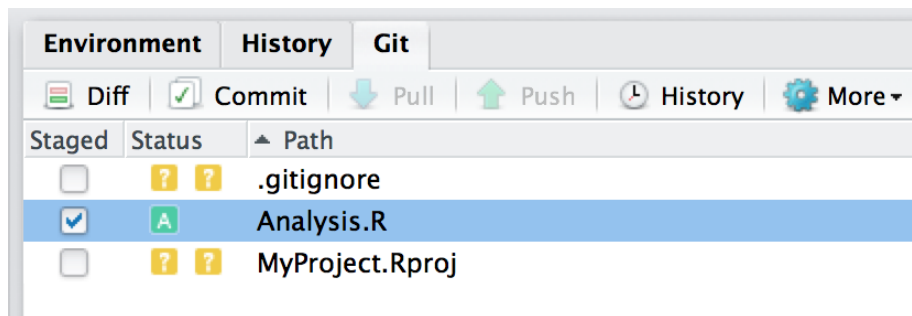 Environment History Git
Diff Commit Pull Push History More
Staged Status Path
? ? .gitignore
A Analysis.R
? ? MyProject.Rproj